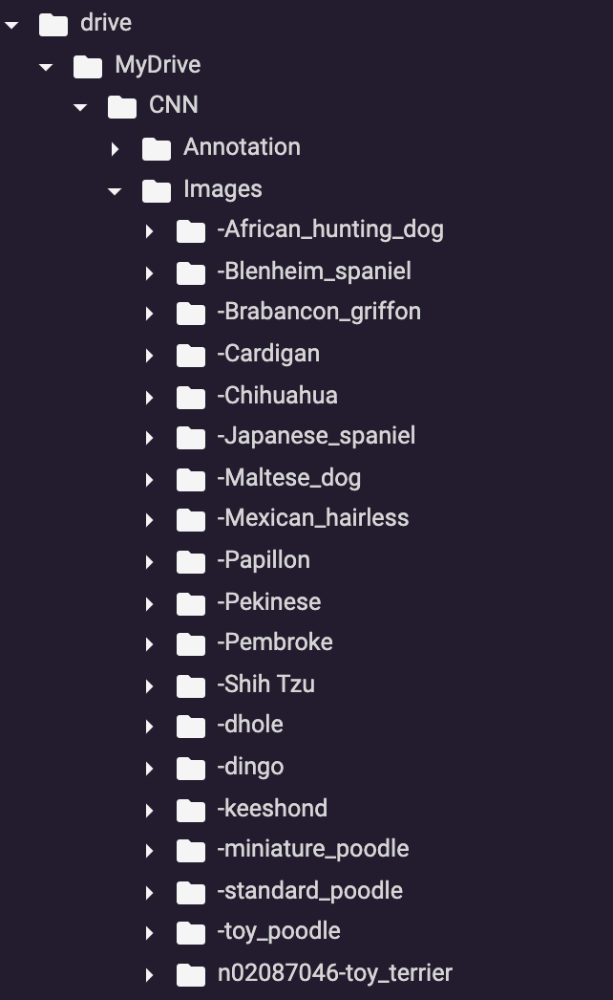 drive
MyDrive
CNN
Annotation
Images
-African_hunting_dog
-Blenheim_spaniel
-Brabancon_griffon
-Cardigan
-Chihuahua
-Japanese_spaniel
-Maltese_dog
-Mexican_hairless
-Papillon
-Pekinese
-Pembroke
-Shih Tzu
-dhole
-dingo
-keeshond
-miniature_poodle
-standard_poodle
-toy_poodle
n02087046-toy_terrier